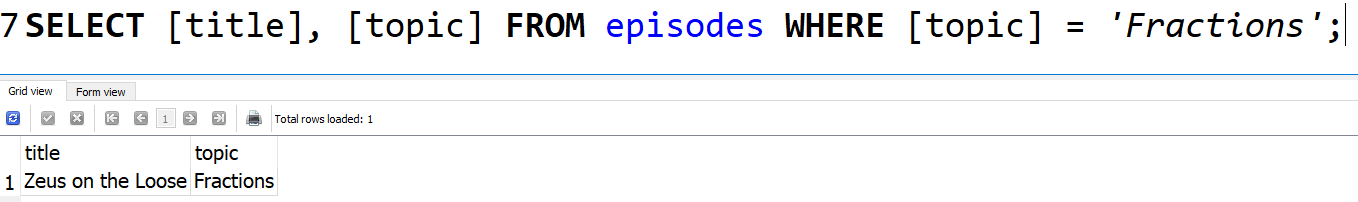 7 SELECT [title], [topic] FROM episodes WHERE [topic] = 'Fractions';
Grid view Form view
1 Total rows loaded: 1
title topic
1 Zeus on the Loose Fractions